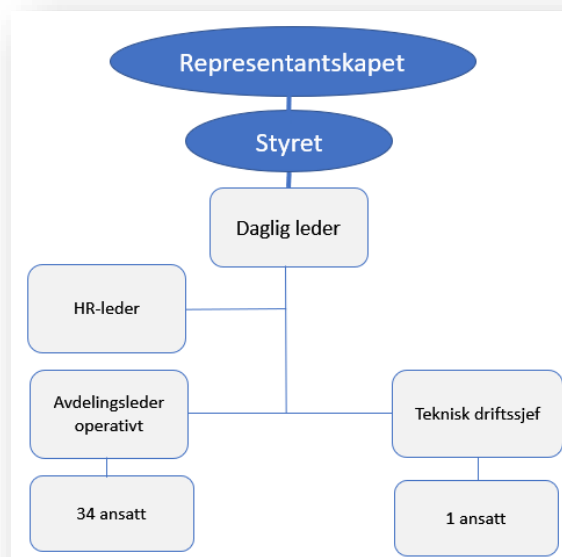 Representantskapet
Styret
Daglig leder
HR-leder
Avdelingsleder
operativt
Teknisk driftssjef
34 ansatt
1 ansatt